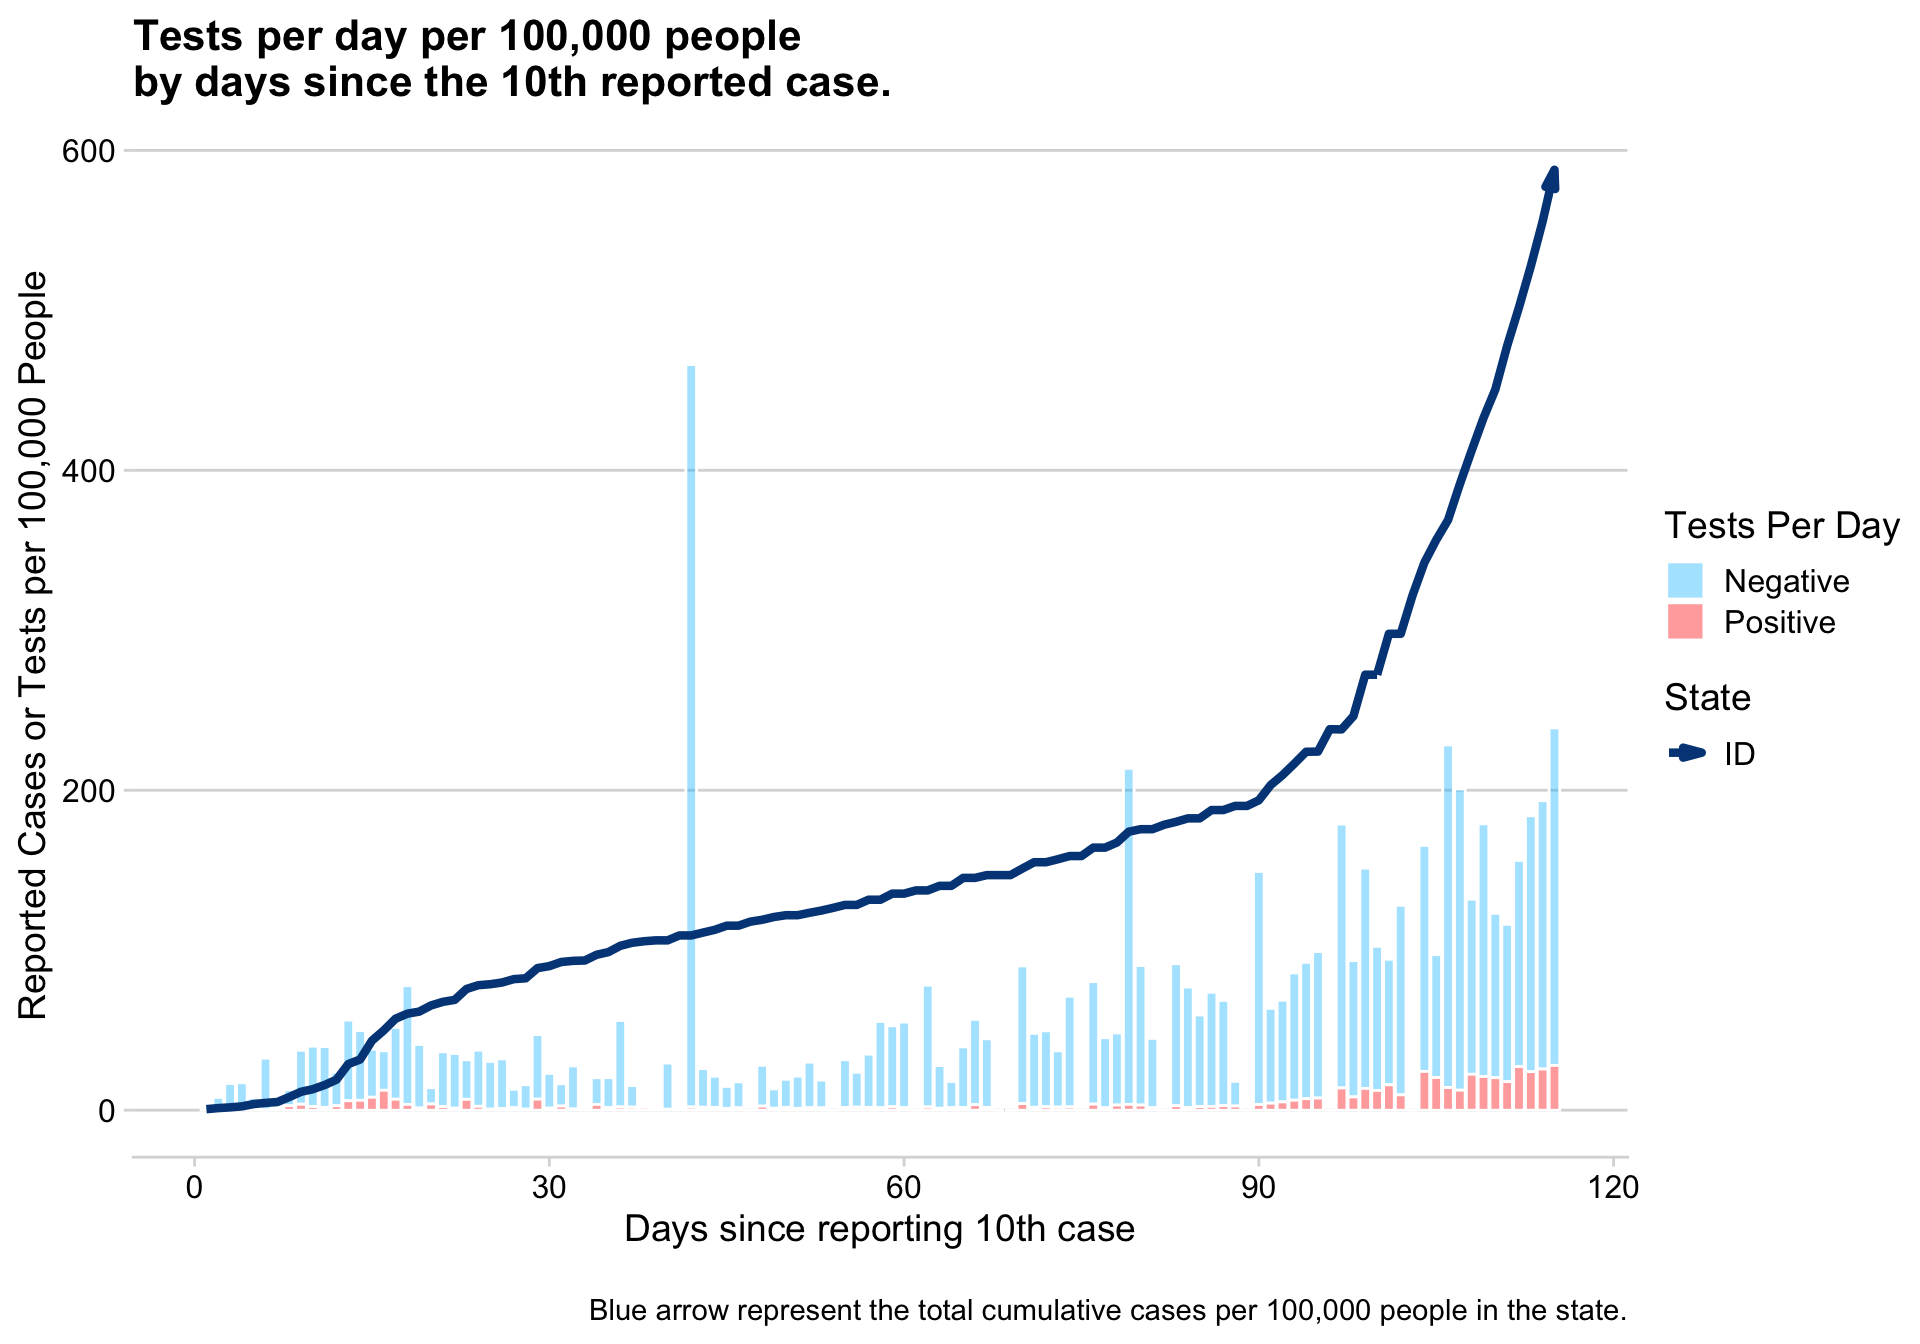 Tests per day per 100,000 people
by days since the 10th reported case.
600
400
200
0
Reported Cases or Tests per 100,000 People
0
30
60
90
120
Days since reporting 10th case
Tests Per Day
Negative
Positive
State
ID
Blue arrow represent the total cumulative cases per 100,000 people in the state.